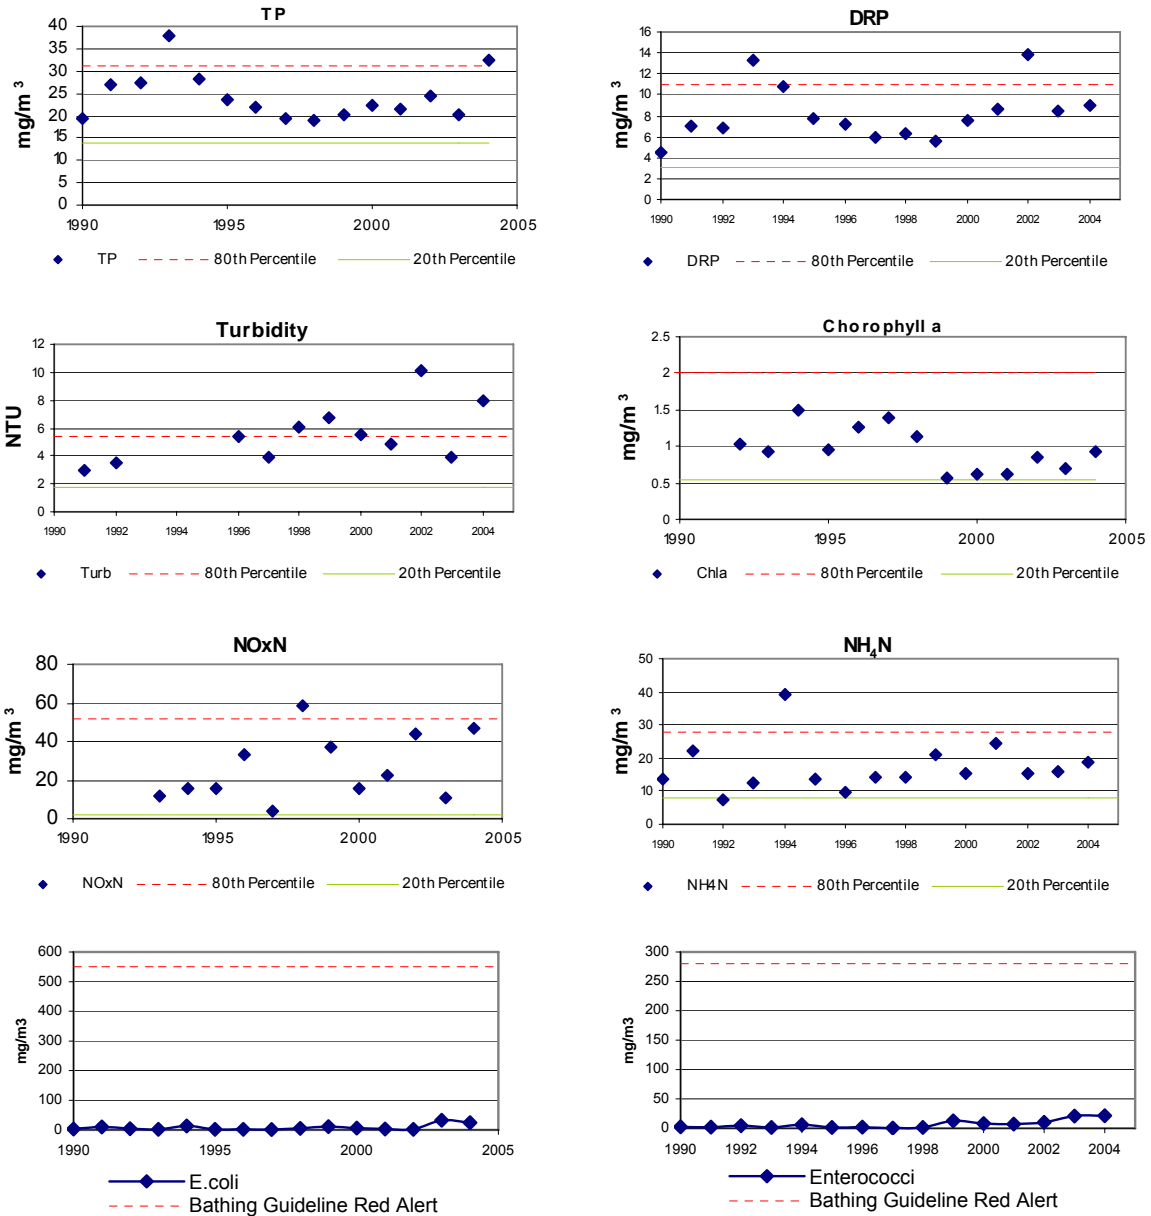 TP
40
35
30
25
20
15
10
5
0
mg/m 3
1990 1995 2000 2005
TP 80th Percentile 20th Percentile
DRP
16
14
12
10
8
6
4
2
0
mg/m 3
1990 1992 1994 1996 1998 2000 2002 2004
DRP 80th Percentile 20th Percentile
Turbidity
12
10
8
6
4
2
0
NTU
1990 1992 1994 1996 1998 2000 2002 2004
Turb 80th Percentile 20th Percentile
Chorophyll a
2.5
2
1.5
1
0.5
0
mg/m 3
1990 1995 2000 2005
Chla 80th Percentile 20th Percentile
NOxN
80
60
40
20
0
mg/m 3
1990 1995 2000 2005
NOxN 80th Percentile 20th Percentile
NH4N
50
40
30
20
10
0
mg/m 3
1990 1992 1994 1996 1998 2000 2002 2004
NH4N 80th Percentile 20th Percentile
600
500
400
300
200
100
0
mg/m3
1990 1995 2000 2005
E.coli
Bathing Guideline Red Alert
300
250
200
150
100
50
0
mg/m3
1990 1992 1994 1996 1998 2000 2002 2004
Enterococci
Bathing Guideline Red Alert